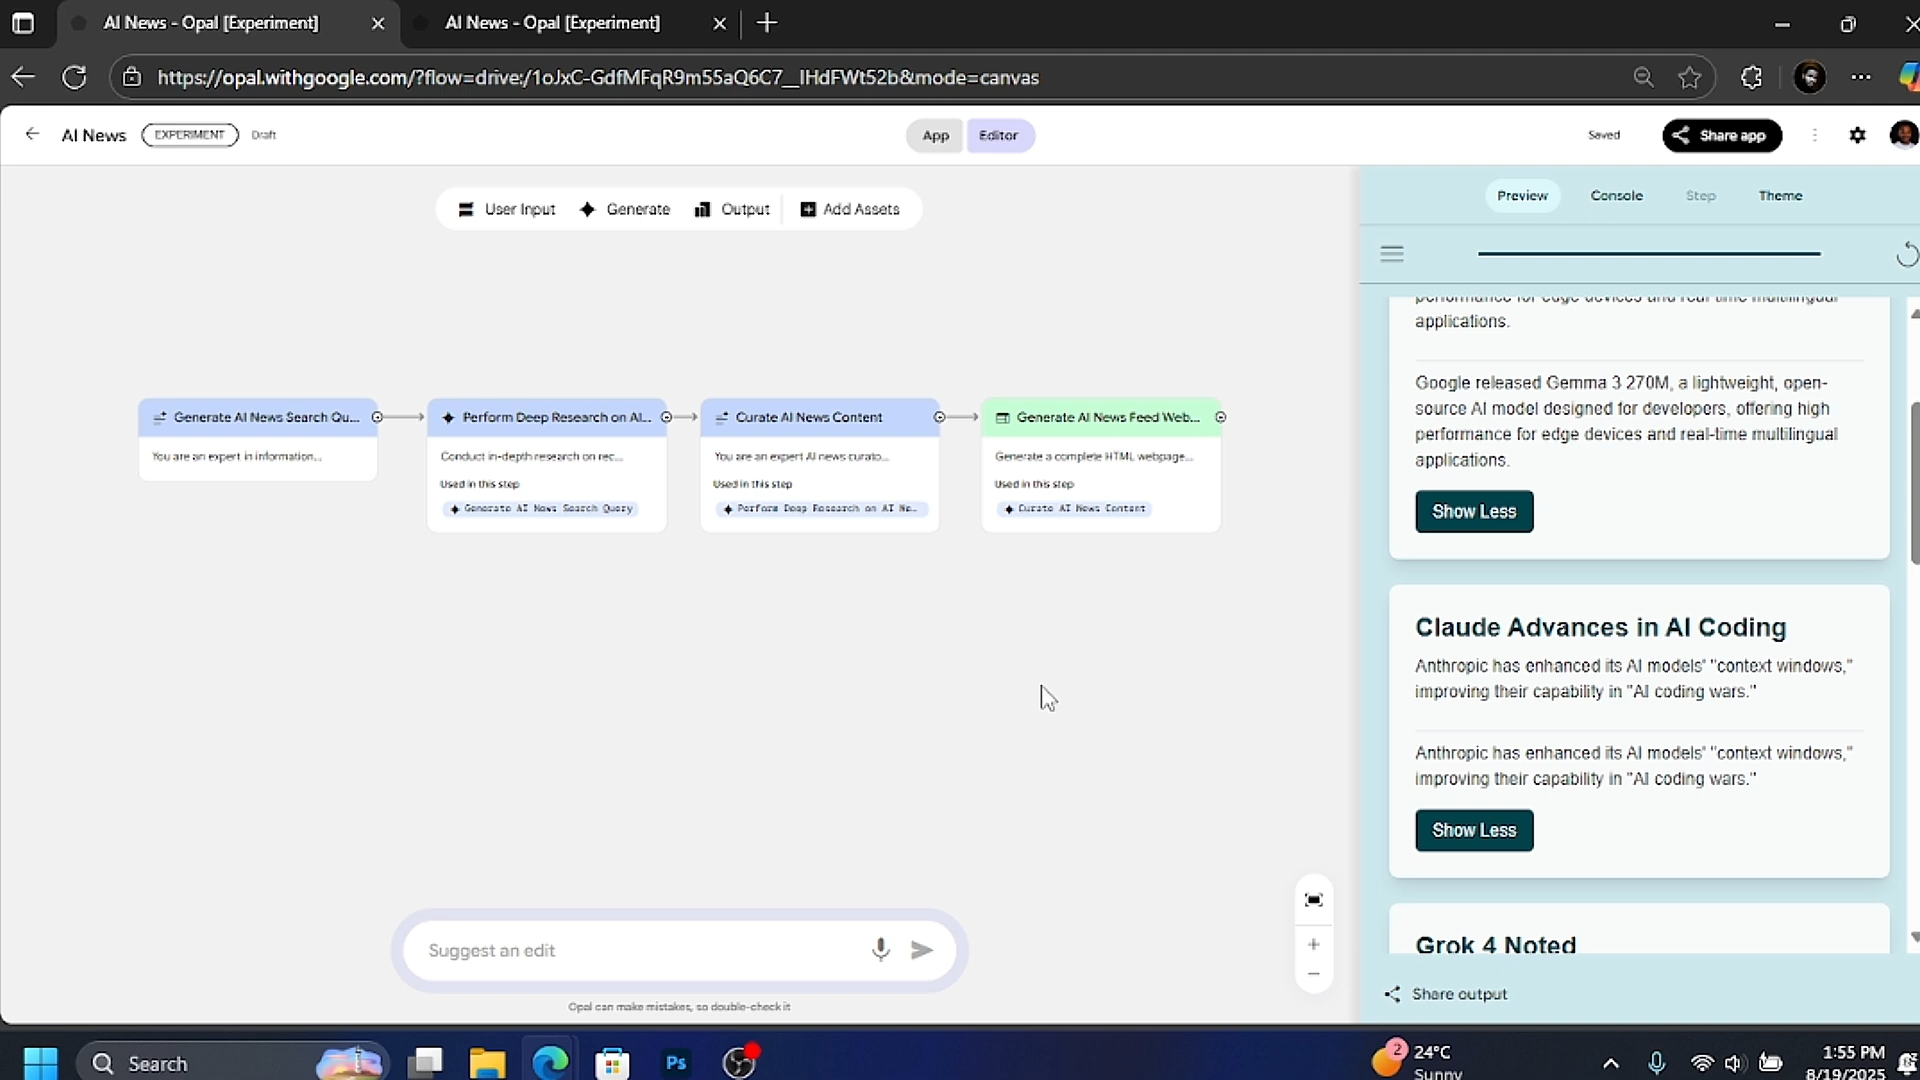 AI News - Opal [Experiment]
AI News - Opal [Experiment]
https://opal.withgoogle.com/?flow=drive:/1oJxC-GdfMFqR9m55aQ6C7__IHdFWt52b&mode=canvas
AI News
EXPERIMENT
Draft
App
Editor
Saved
Share app
User Input
Generate
Output
Add Assets
Preview
Console
Step
Theme
Generate AI News Search Qu...
You are an expert in information...
Perform Deep Research on AI...
Conduct in-depth research on rec...
Used in this step
Generate AI News Search Query
Curate AI News Content
You are an expert AI news curato...
Used in this step
Perform Deep Research on AI Ne...
Generate AI News Feed Web...
Generate a complete HTML webpage...
Used in this step
Curate AI News Content
performance for edge devices and real-time multilingual
applications.
Google released Gemma 3 270M, a lightweight, open-
source AI model designed for developers, offering high
performance for edge devices and real-time multilingual
applications.
Show Less
Claude Advances in AI Coding
Anthropic has enhanced its AI models' "context windows,"
improving their capability in "AI coding wars."
Anthropic has enhanced its AI models' "context windows,"
improving their capability in "AI coding wars."
Show Less
Grok 4 Noted
Share output
Suggest an edit
Opal can make mistakes, so double-check it
Search
Ps
2
24°C
Sunny
1:55 PM
8/19/2025